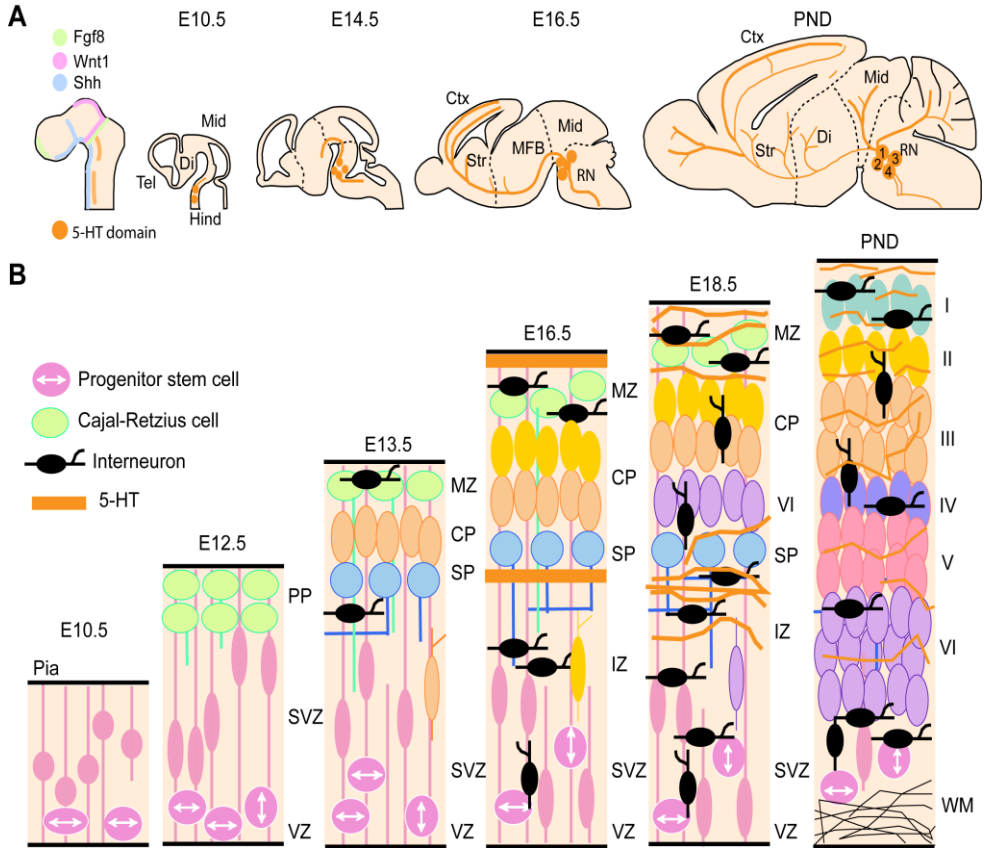 A
E10.5
E14.5
E16.5
PND
Fgf8
Wnt1
Shh
Ctx
Ctx
Mid
Mid
Mid
Di
Di
Tel
Str
MFB
RN
Str
RN
1
2
3
4
Hind
5-HT domain
B
PND
E18.5
E16.5
E13.5
E12.5
E10.5
Progenitor stem cell
Cajal-Retzius cell
Interneuron
5-HT
Pia
PP
SVZ
VZ
MZ
CP
SP
SVZ
VZ
MZ
CP
SP
IZ
SVZ
VZ
MZ
CP
VI
SP
IZ
SVZ
VZ
I
II
III
IV
V
VI
WM